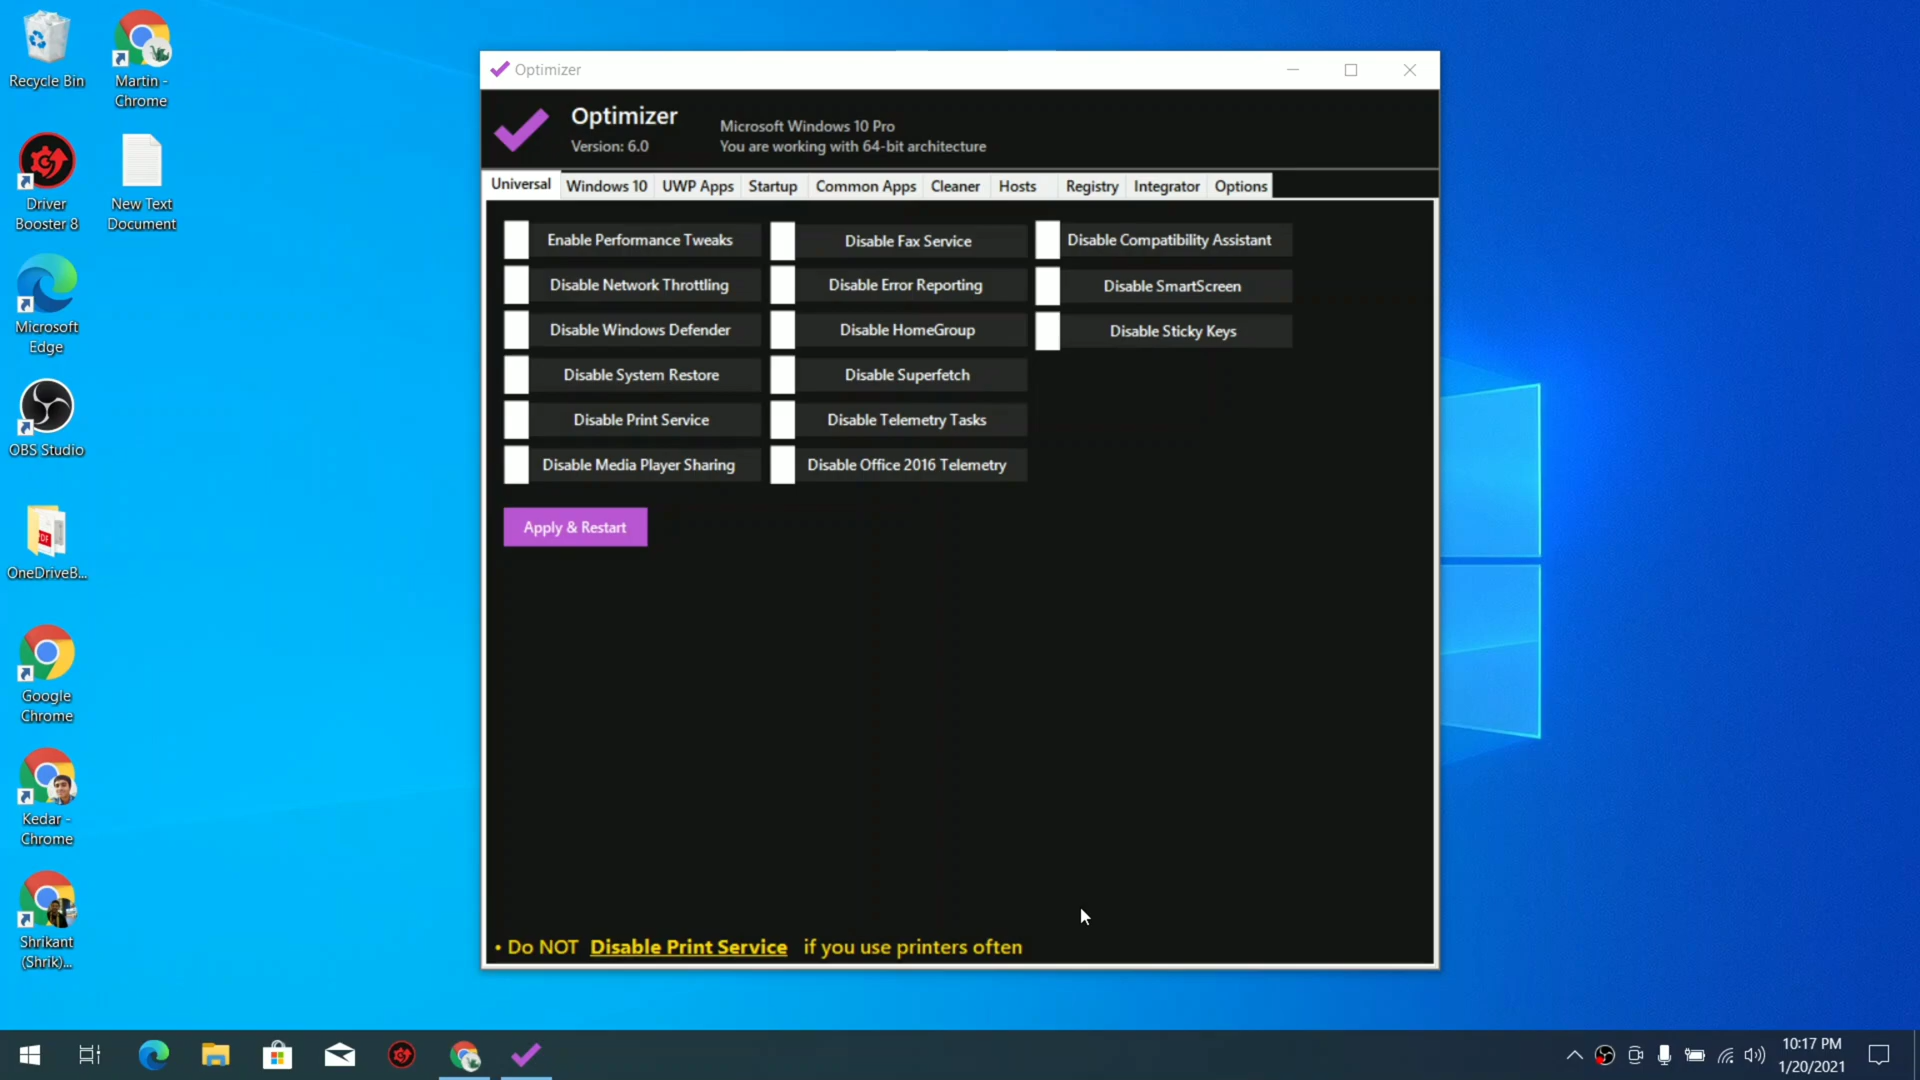 Recycle Bin
Martin -
Chrome
Driver
Booster 8
New Text
Document
Microsoft
Edge
OBS Studio
OneDriveB...
Google
Chrome
Kedar -
Chrome
Shrikant
(Shrik)...
Optimizer
Optimizer
Version: 6.0
Microsoft Windows 10 Pro
You are working with 64-bit architecture
Universal Windows 10 UWP Apps Startup Common Apps Cleaner Hosts Registry Integrator Options
Enable Performance Tweaks
Disable Network Throttling
Disable Windows Defender
Disable System Restore
Disable Print Service
Disable Media Player Sharing
Disable Fax Service
Disable Error Reporting
Disable HomeGroup
Disable Superfetch
Disable Telemetry Tasks
Disable Office 2016 Telemetry
Disable Compatibility Assistant
Disable SmartScreen
Disable Sticky Keys
Apply & Restart
• Do NOT Disable Print Service if you use printers often
10:17 PM
1/20/2021